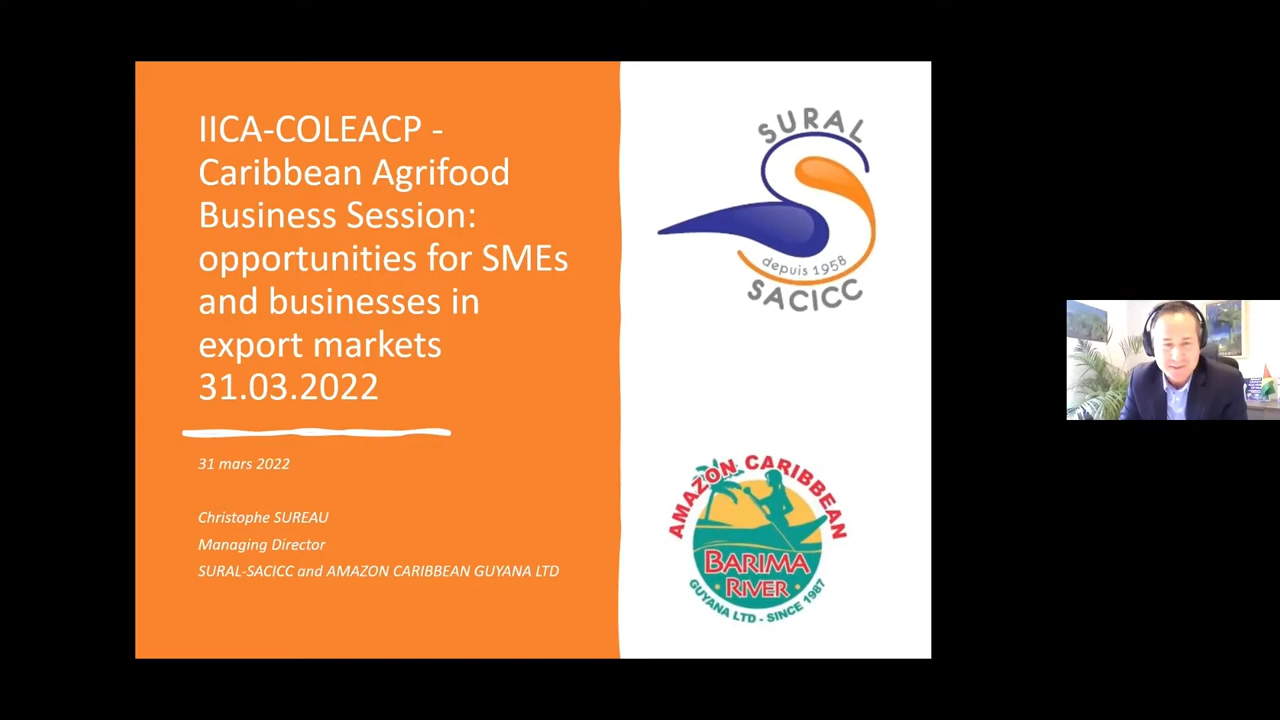 IICA-COLEACP -
Caribbean Agrifood
Business Session:
opportunities for SMEs
and businesses in
export markets
31.03.2022
31 mars 2022
Christophe SUREAU
Managing Director
SURAL-SACICC and AMAZON CARIBBEAN GUYANA LTD
SURAL
depuis 1958
SACICC
AMAZON CARIBBEAN
BARIMA
RIVER
GUYANA LTD - SINCE 1987